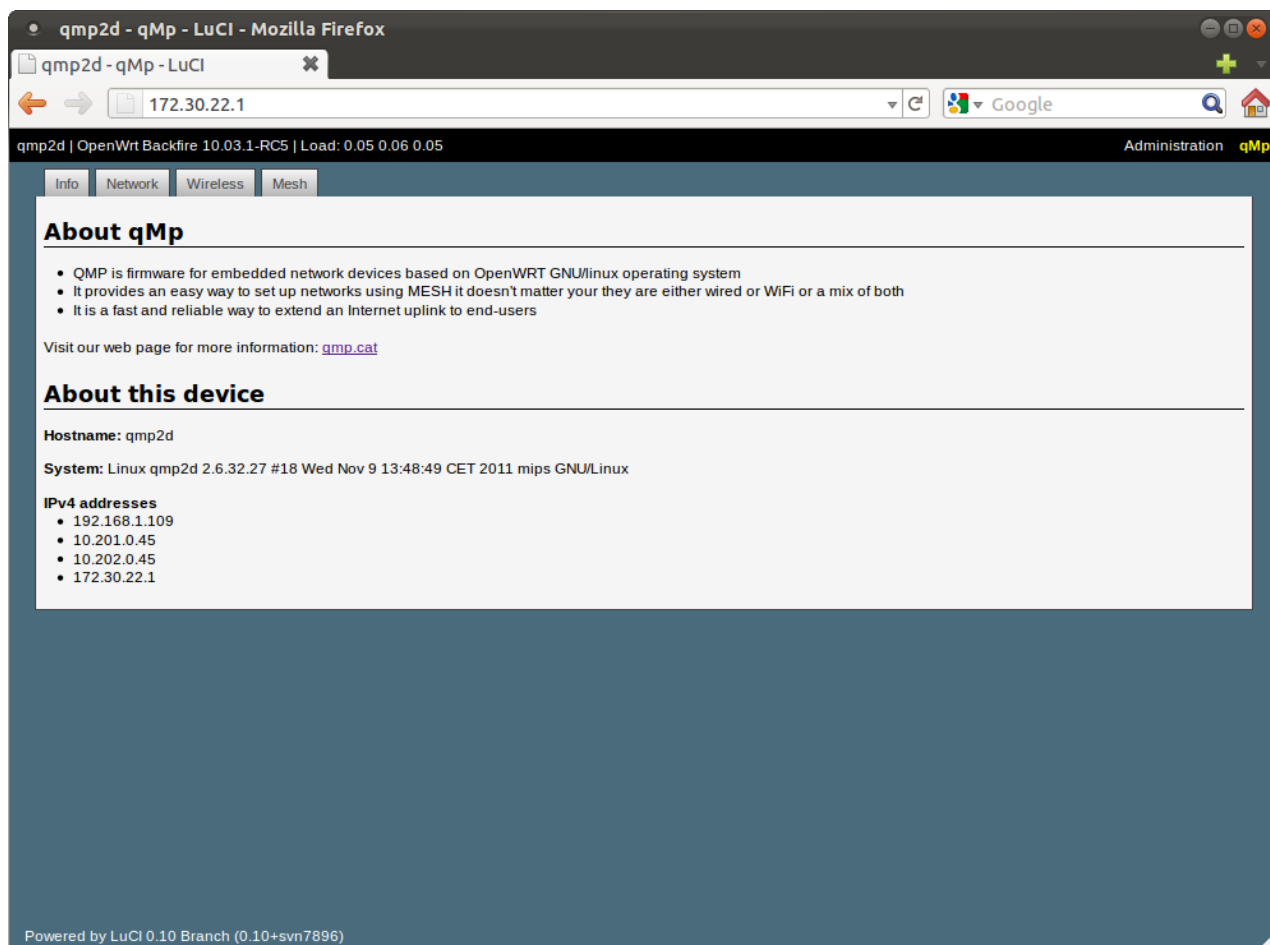 qmp2d - qMp - LuCI - Mozilla Firefox
qmp2d - qMp - LuCI
172.30.22.1
Google
qmp2d | OpenWrt Backfire 10.03.1-RC5 | Load: 0.05 0.06 0.05
Administration qMp
Info Network Wireless Mesh
About qMp
• QMP is firmware for embedded network devices based on OpenWRT GNU/linux operating system
• It provides an easy way to set up networks using MESH it doesn't matter your they are either wired or WiFi or a mix of both
• It is a fast and reliable way to extend an Internet uplink to end-users
Visit our web page for more information: qmp.cat
About this device
Hostname: qmp2d
System: Linux qmp2d 2.6.32.27 #18 Wed Nov 9 13:48:49 CET 2011 mips GNU/Linux
IPv4 addresses
• 192.168.1.109
• 10.201.0.45
• 10.202.0.45
• 172.30.22.1
Powered by LuCI 0.10 Branch (0.10+svn7896)